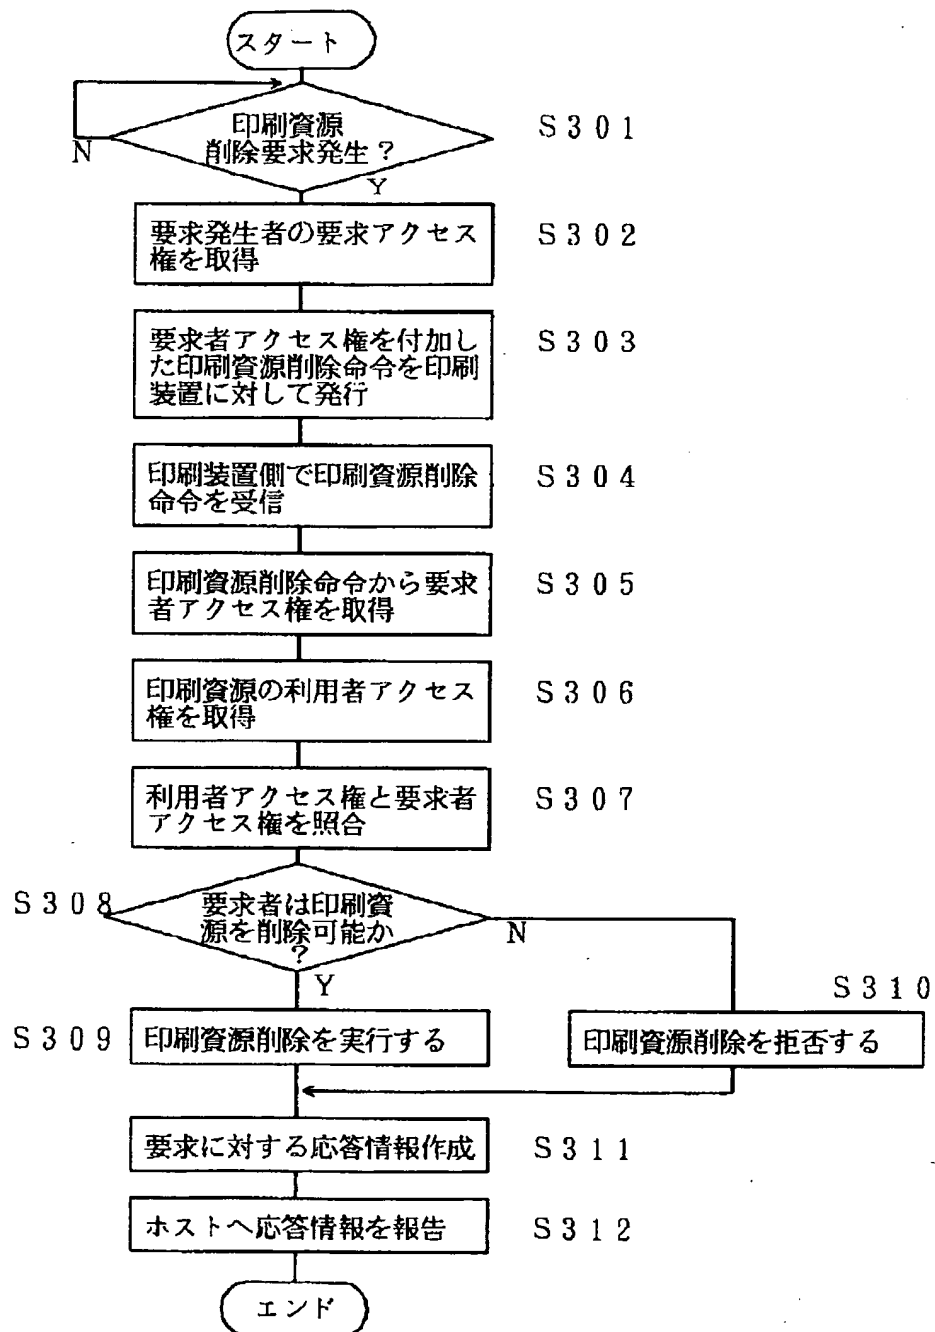 スタート
印刷資源
削除要求発生?
S301
N
Y
要求発生者の要求アクセス
権を取得
S302
要求者アクセス権を付加し
た印刷資源削除命令を印刷
装置に対して発行
S303
印刷装置側で印刷資源削除
命令を受信
S304
印刷資源削除命令から要求
者アクセス権を取得
S305
印刷資源の利用者アクセス
権を取得
S306
利用者アクセス権と要求者
アクセス権を照合
S307
S308
要求者は印刷資
源を削除可能か
?
N
Y
S310
S309
印刷資源削除を実行する
印刷資源削除を拒否する
要求に対する応答情報作成
S311
ホストへ応答情報を報告
S312
エンド